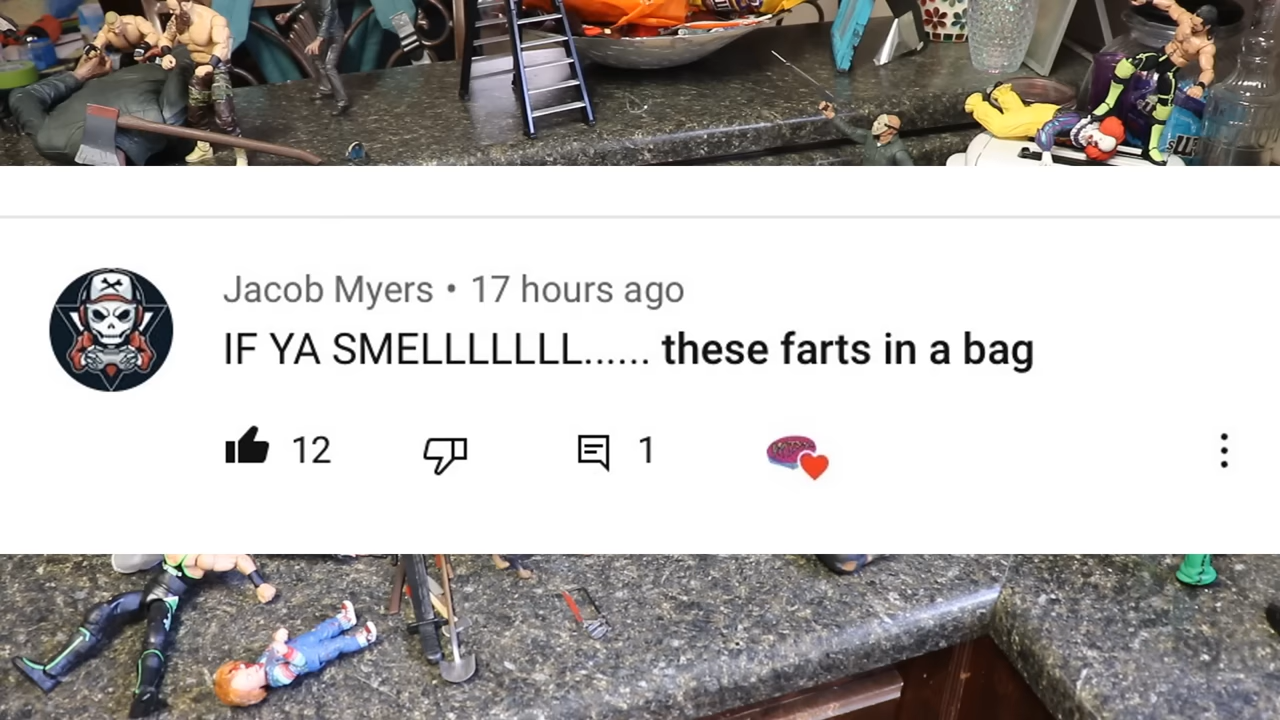 Jacob Myers • 17 hours ago
IF YA SMELLLLLLL...... these farts in a bag
12
1